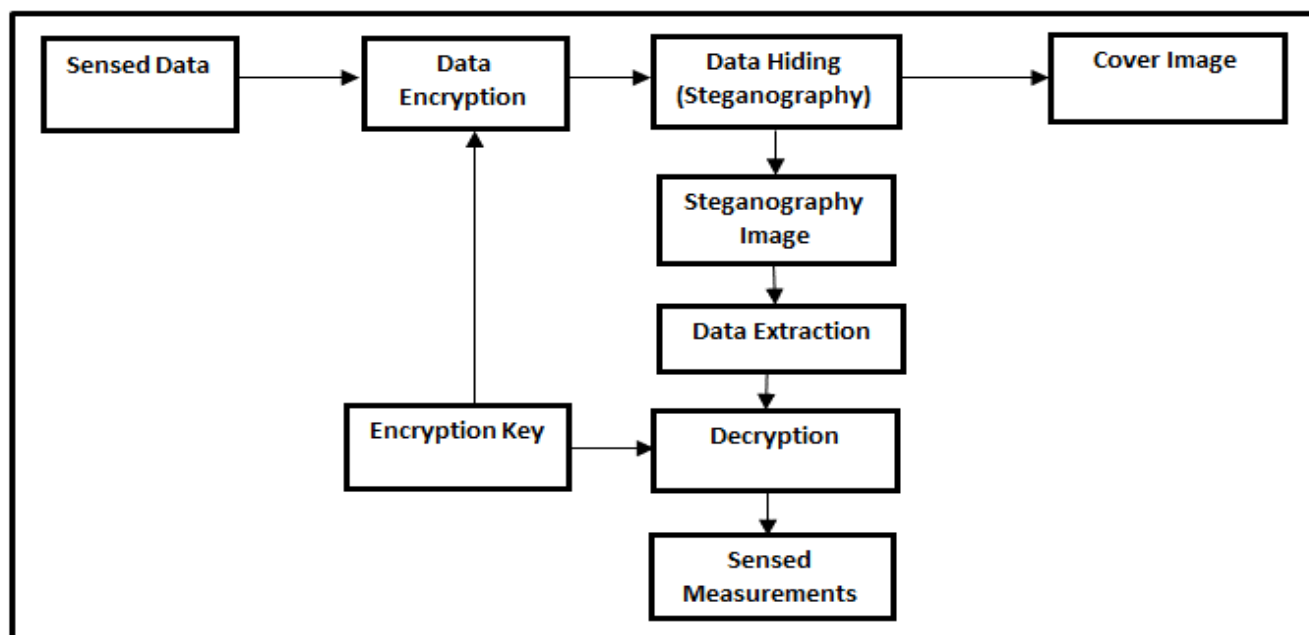 Sensed Data
Data
Encryption
Data Hiding
(Steganography)
Cover Image
Steganography
Image
Data Extraction
Encryption Key
Decryption
Sensed
Measurements